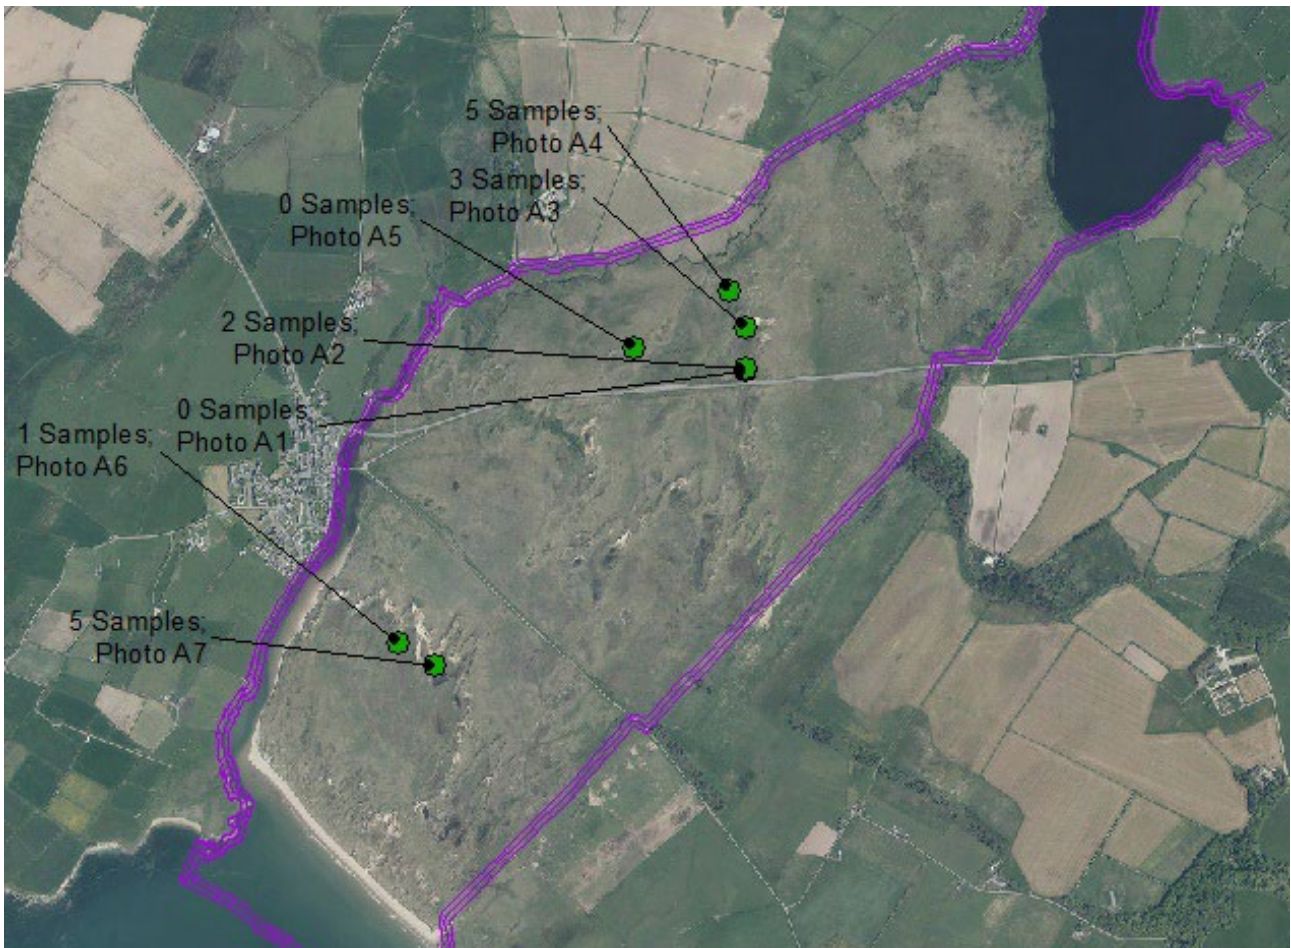 5 Samples;
Photo A4
3 Samples;
Photo A3
0 Samples;
Photo A5
2 Samples;
Photo A2
0 Samples;
Photo A1
1 Samples;
Photo A6
5 Samples;
Photo A7